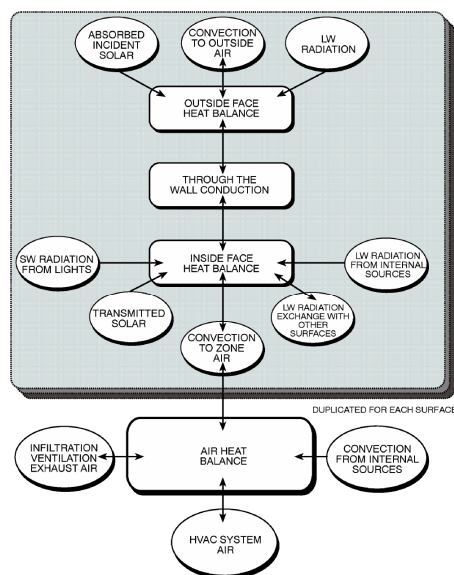 ABSORBED
INCIDENT
SOLAR
CONVECTION
TO OUTSIDE
AIR
LW
RADIATION
OUTSIDE FACE
HEAT BALANCE
THROUGH THE
WALL CONDUCTION
SW RADIATION
FROM LIGHTS
INSIDE FACE
HEAT BALANCE
LW RADIATION
FROM INTERNAL
SOURCES
TRANSMITTED
SOLAR
LW RADIATION
EXCHANGE WITH
OTHER
SURFACES
CONVECTION
TO ZONE
AIR
DUPLICATED FOR EACH SURFACE
INFILTRATION
VENTILATION
EXHAUST AIR
AIR HEAT
BALANCE
CONVECTION
FROM INTERNAL
SOURCES
HVAC SYSTEM
AIR